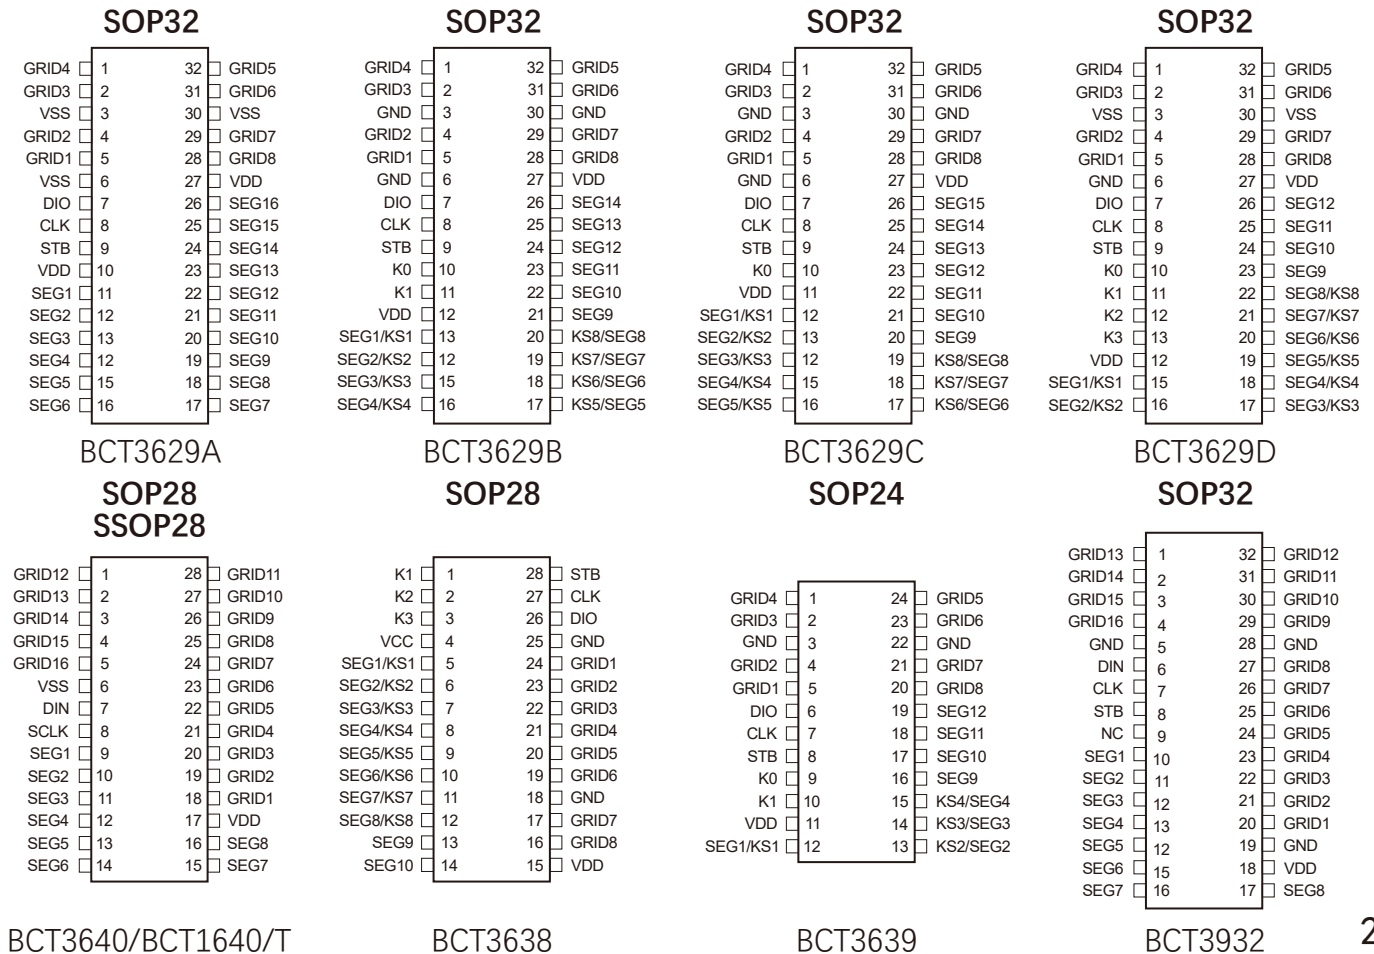 SOP32 SOP32 SOP32 SOP32
GRID4 1 32 GRID5
GRID3 2 31 GRID6
VSS 3 30 VSS
GRID2 4 29 GRID7
GRID1 5 28 GRID8
VSS 6 27 VDD
DIO 7 26 SEG16
CLK 8 25 SEG15
STB 9 24 SEG14
VDD 10 23 SEG13
SEG1 11 22 SEG12
SEG2 12 21 SEG11
SEG3 13 20 SEG10
SEG4 12 19 SEG9
SEG5 15 18 SEG8
SEG6 16 17 SEG7
BCT3629A
GRID4 1 32 GRID5
GRID3 2 31 GRID6
GND 3 30 GND
GRID2 4 29 GRID7
GRID1 5 28 GRID8
GND 6 27 VDD
DIO 7 26 SEG14
CLK 8 25 SEG13
STB 9 24 SEG12
K0 10 23 SEG11
K1 11 22 SEG10
VDD 12 21 SEG9
SEG1/KS1 13 20 KS8/SEG8
SEG2/KS2 12 19 KS7/SEG7
SEG3/KS3 15 18 KS6/SEG6
SEG4/KS4 16 17 KS5/SEG5
BCT3629B
GRID4 1 32 GRID5
GRID3 2 31 GRID6
GND 3 30 GND
GRID2 4 29 GRID7
GRID1 5 28 GRID8
GND 6 27 VDD
DIO 7 26 SEG15
CLK 8 25 SEG14
STB 9 24 SEG13
K0 10 23 SEG12
VDD 11 22 SEG11
SEG1/KS1 12 21 SEG10
SEG2/KS2 13 20 SEG9
SEG3/KS3 12 19 KS8/SEG8
SEG4/KS4 15 18 KS7/SEG7
SEG5/KS5 16 17 KS6/SEG6
BCT3629C
GRID4 1 32 GRID5
GRID3 2 31 GRID6
VSS 3 30 VSS
GRID2 4 29 GRID7
GRID1 5 28 GRID8
GND 6 27 VDD
DIO 7 26 SEG12
CLK 8 25 SEG11
STB 9 24 SEG10
K0 10 23 SEG9
K1 11 22 SEG8/KS8
K2 12 21 SEG7/KS7
K3 13 20 SEG6/KS6
VDD 12 19 SEG5/KS5
SEG1/KS1 15 18 SEG4/KS4
SEG2/KS2 16 17 SEG3/KS3
BCT3629D
SOP28
SSOP28
GRID12 1 28 GRID11
GRID13 2 27 GRID10
GRID14 3 26 GRID9
GRID15 4 25 GRID8
GRID16 5 24 GRID7
VSS 6 23 GRID6
DIN 7 22 GRID5
SCLK 8 21 GRID4
SEG1 9 20 GRID3
SEG2 10 19 GRID2
SEG3 11 18 GRID1
SEG4 12 17 VDD
SEG5 13 16 SEG8
SEG6 14 15 SEG7
BCT3640/BCT1640/T
SOP28
K1 1 28 STB
K2 2 27 CLK
K3 3 26 DIO
VCC 4 25 GND
SEG1/KS1 5 24 GRID1
SEG2/KS2 6 23 GRID2
SEG3/KS3 7 22 GRID3
SEG4/KS4 8 21 GRID4
SEG5/KS5 9 20 GRID5
SEG6/KS6 10 19 GRID6
SEG7/KS7 11 18 GND
SEG8/KS8 12 17 GRID7
SEG9 13 16 GRID8
SEG10 14 15 VDD
BCT3638
SOP24
GRID4 1 24 GRID5
GRID3 2 23 GRID6
GND 3 22 GND
GRID2 4 21 GRID7
GRID1 5 20 GRID8
DIO 6 19 SEG12
CLK 7 18 SEG11
STB 8 17 SEG10
K0 9 16 SEG9
K1 10 15 KS4/SEG4
VDD 11 14 KS3/SEG3
SEG1/KS1 12 13 KS2/SEG2
BCT3639
SOP32
GRID13 1 32 GRID12
GRID14 2 31 GRID11
GRID15 3 30 GRID10
GRID16 4 29 GRID9
GND 5 28 GND
DIN 6 27 GRID8
CLK 7 26 GRID7
STB 8 25 GRID6
NC 9 24 GRID5
SEG1 10 23 GRID4
SEG2 11 22 GRID3
SEG3 12 21 GRID2
SEG4 13 20 GRID1
SEG5 12 19 GND
SEG6 15 18 VDD
SEG7 16 17 SEG8
BCT3932
2